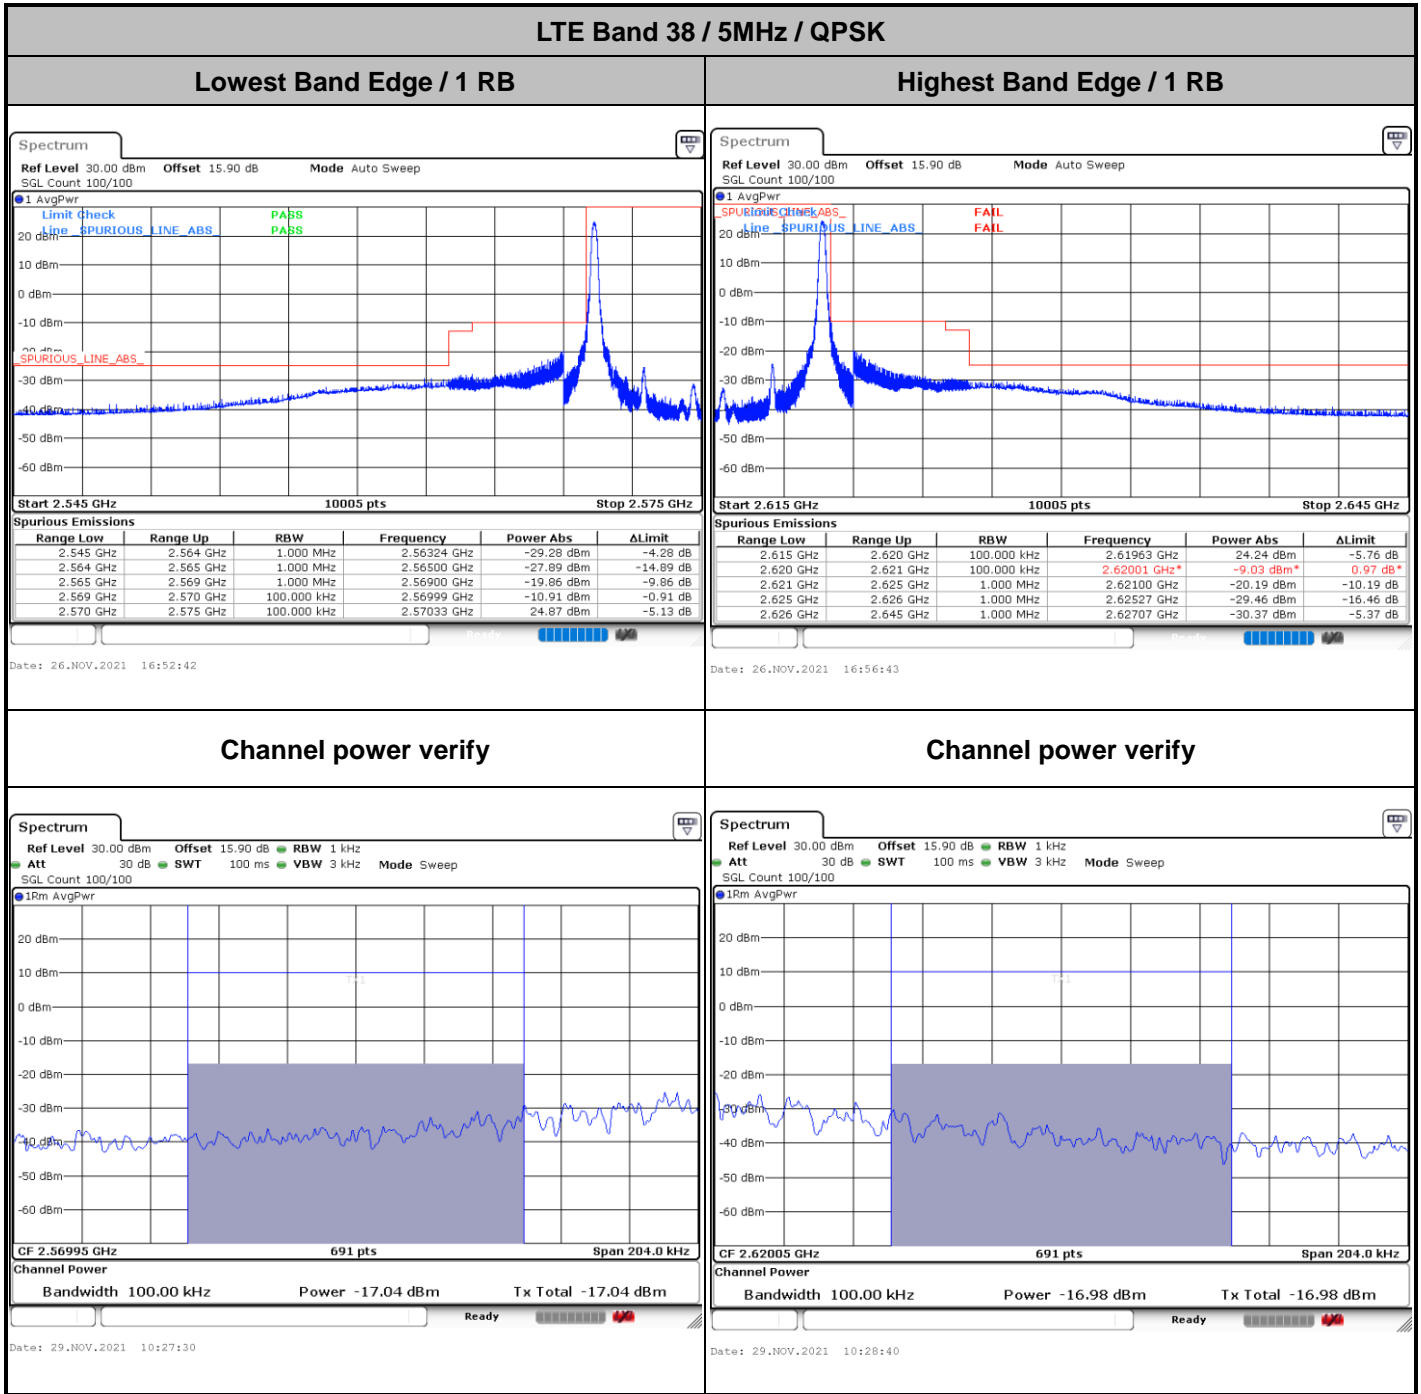 LTE Band 38 / 5MHz / QPSK
Lowest Band Edge / 1 RB
Highest Band Edge / 1 RB
Spectrum
Ref Level 30.00 dBm Offset 15.90 dB Mode Auto Sweep
SGL Count 100/100
1 AvgPwr
Limit Check PASS
Line _SPURIOUS_LINE_ABS_ PASS
20 dBm
10 dBm
0 dBm
-10 dBm
-20 dBm
_SPURIOUS_LINE_ABS_
-30 dBm
-40 dBm
-50 dBm
-60 dBm
Start 2.545 GHz 10005 pts Stop 2.575 GHz
Spurious Emissions
Range Low Range Up RBW Frequency Power Abs ΔLimit
2.545 GHz 2.564 GHz 1.000 MHz 2.56324 GHz -29.28 dBm -4.28 dB
2.564 GHz 2.565 GHz 1.000 MHz 2.56500 GHz -27.89 dBm -14.89 dB
2.565 GHz 2.569 GHz 1.000 MHz 2.56900 GHz -19.86 dBm -9.86 dB
2.569 GHz 2.570 GHz 100.000 kHz 2.56999 GHz -10.91 dBm -0.91 dB
2.570 GHz 2.575 GHz 100.000 kHz 2.57033 GHz 24.87 dBm -5.13 dB
Ready
Date: 26.NOV.2021 16:52:42
Spectrum
Ref Level 30.00 dBm Offset 15.90 dB Mode Auto Sweep
SGL Count 100/100
1 AvgPwr
_SPURIOUS_LINE_ABS_
Limit Check FAIL
Line _SPURIOUS_LINE_ABS_ FAIL
20 dBm
10 dBm
0 dBm
-10 dBm
-20 dBm
-30 dBm
-40 dBm
-50 dBm
-60 dBm
Start 2.615 GHz 10005 pts Stop 2.645 GHz
Spurious Emissions
Range Low Range Up RBW Frequency Power Abs ΔLimit
2.615 GHz 2.620 GHz 100.000 kHz 2.61963 GHz 24.24 dBm -5.76 dB
2.620 GHz 2.621 GHz 100.000 kHz 2.62001 GHz* -9.03 dBm* 0.97 dB*
2.621 GHz 2.625 GHz 1.000 MHz 2.62100 GHz -20.19 dBm -10.19 dB
2.625 GHz 2.626 GHz 1.000 MHz 2.62527 GHz -29.46 dBm -16.46 dB
2.626 GHz 2.645 GHz 1.000 MHz 2.62707 GHz -30.37 dBm -5.37 dB
Ready
Date: 26.NOV.2021 16:56:43
Channel power verify
Channel power verify
Spectrum
Ref Level 30.00 dBm Offset 15.90 dB RBW 1 kHz
Att 30 dB SWT 100 ms VBW 3 kHz Mode Sweep
SGL Count 100/100
1Rm AvgPwr
20 dBm
10 dBm
Tx1
0 dBm
-10 dBm
-20 dBm
-30 dBm
-40 dBm
-50 dBm
-60 dBm
CF 2.56995 GHz 691 pts Span 204.0 kHz
Channel Power
Bandwidth 100.00 kHz Power -17.04 dBm Tx Total -17.04 dBm
Ready
Date: 29.NOV.2021 10:27:30
Spectrum
Ref Level 30.00 dBm Offset 15.90 dB RBW 1 kHz
Att 30 dB SWT 100 ms VBW 3 kHz Mode Sweep
SGL Count 100/100
1Rm AvgPwr
20 dBm
10 dBm
Tx1
0 dBm
-10 dBm
-20 dBm
-30 dBm
-40 dBm
-50 dBm
-60 dBm
CF 2.62005 GHz 691 pts Span 204.0 kHz
Channel Power
Bandwidth 100.00 kHz Power -16.98 dBm Tx Total -16.98 dBm
Ready
Date: 29.NOV.2021 10:28:40